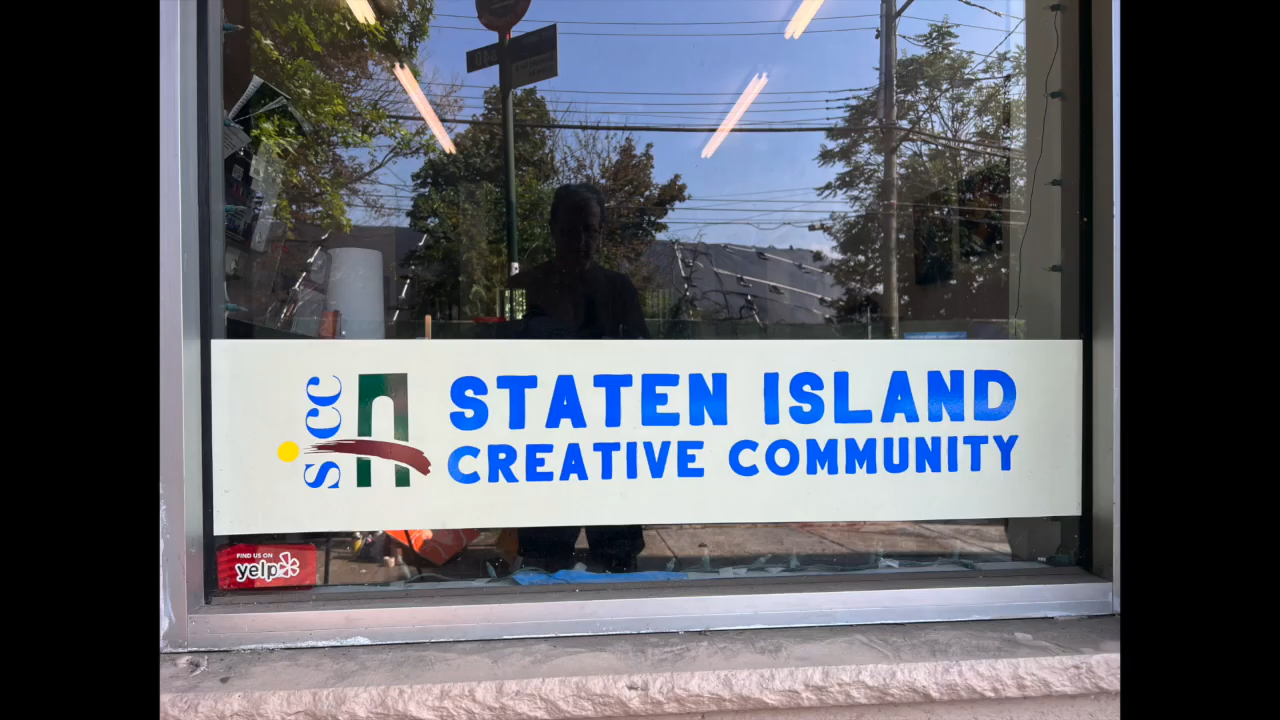 SICC
STATEN ISLAND
CREATIVE COMMUNITY
FIND US ON
yelp